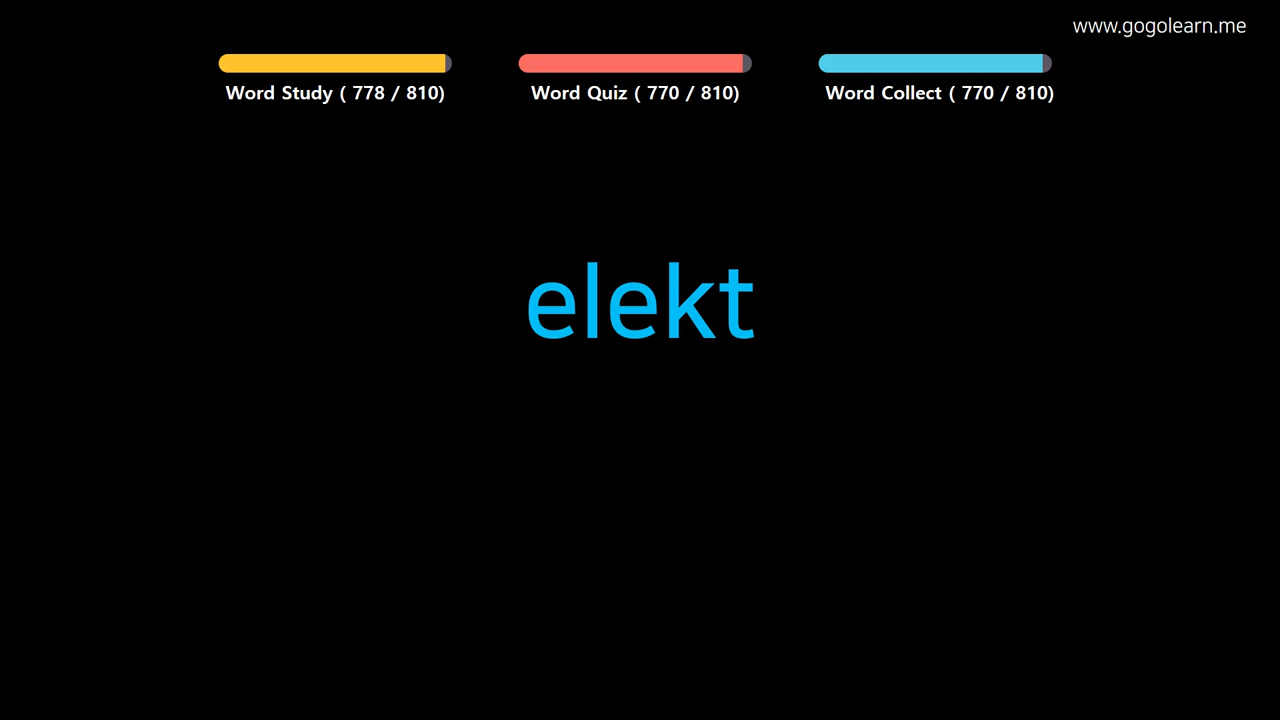 www.gogolearn.me
Word Study ( 778 / 810)
Word Quiz ( 770 / 810)
Word Collect ( 770 / 810)
elekt